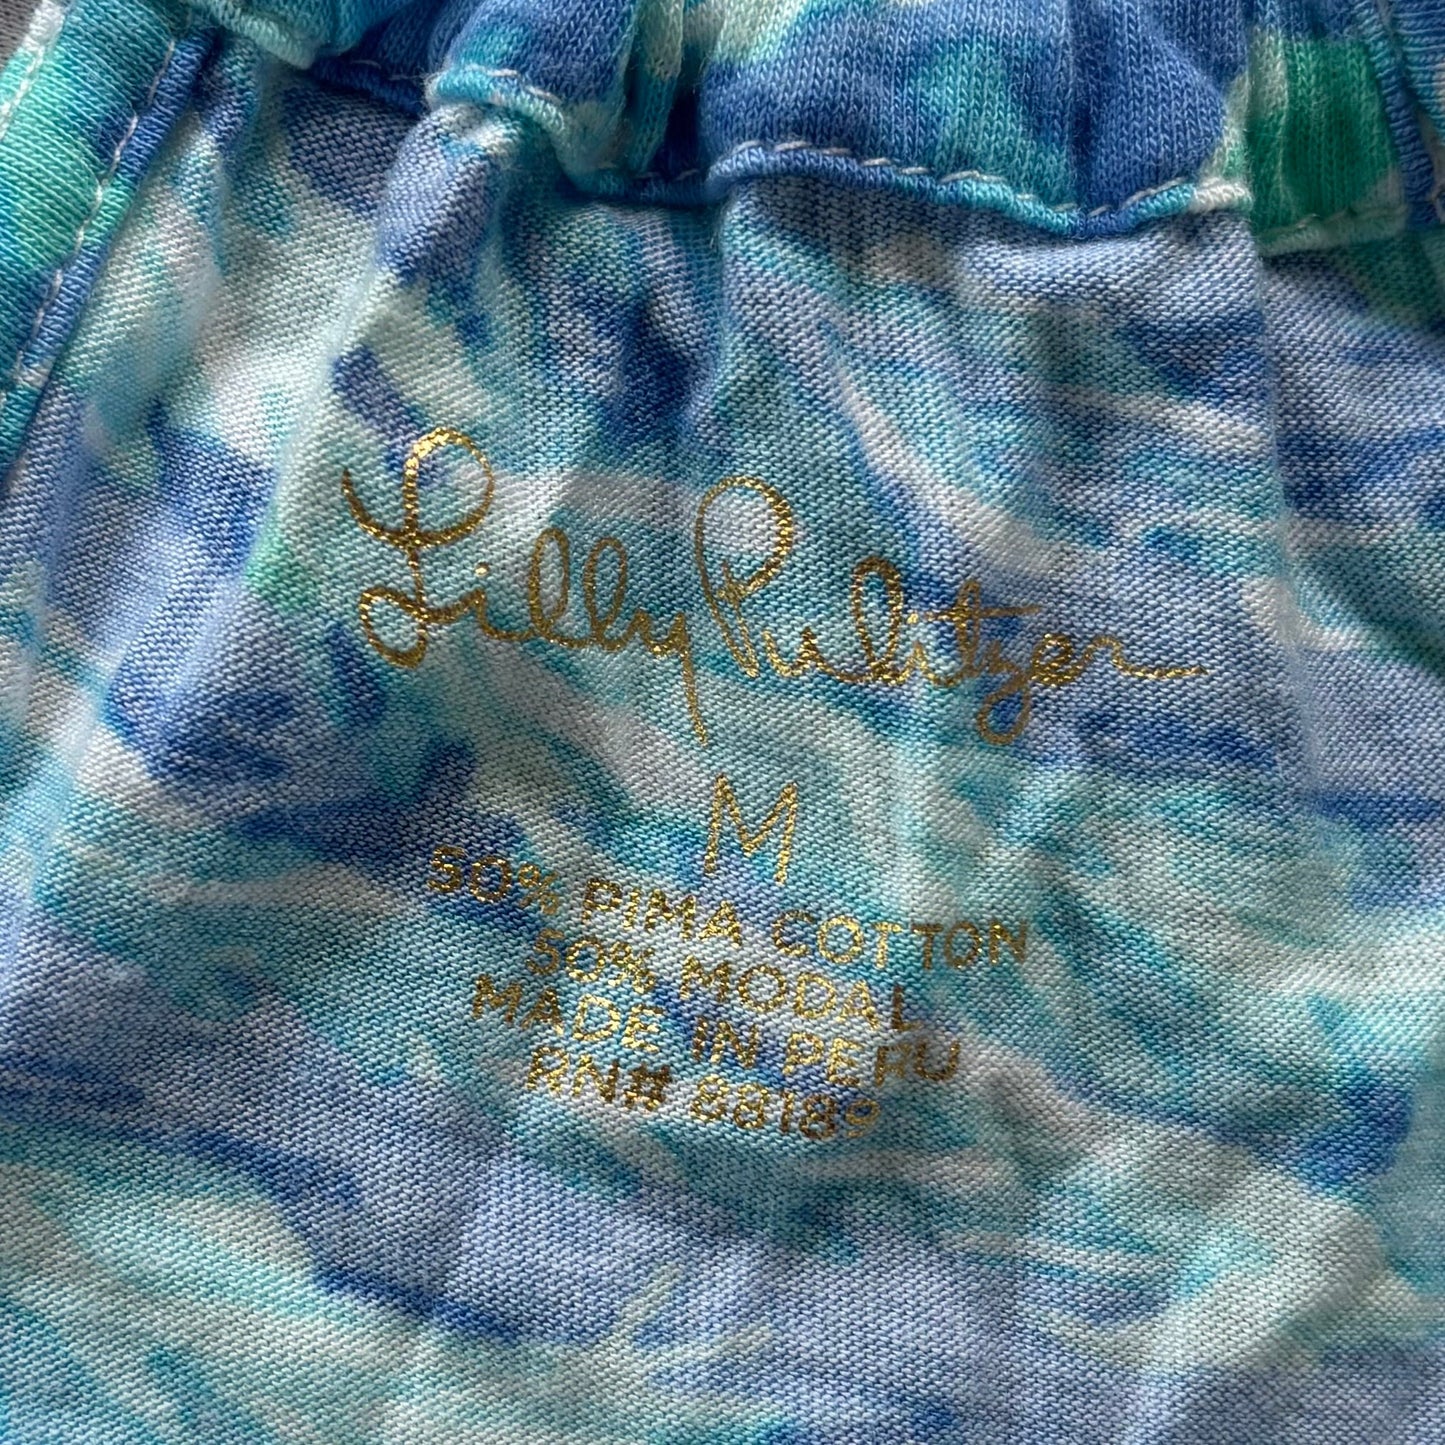 Lilly Pulitzer
M
50% PIMA COTTON
50% MODAL
MADE IN PERU
RN# 88189